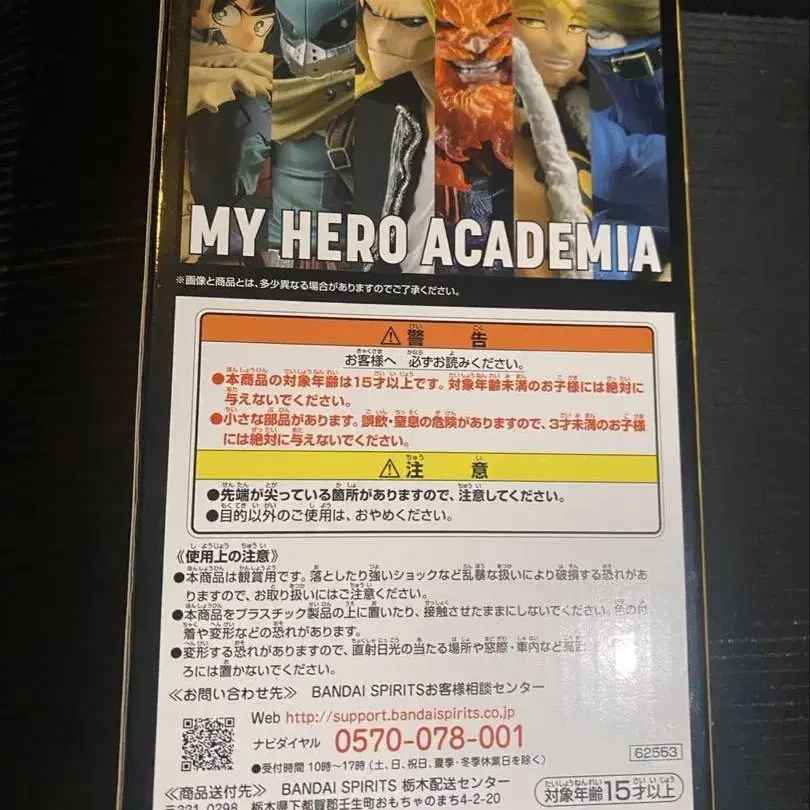 MY HERO ACADEMIA
※画像と商品とは、多少異なる場合がありますのでご了承ください。
⚠警告
お客様へ 必ずお読みください。
●本商品の対象年齢は15才以上です。対象年齢未満のお子様には絶対に
与えないでください。
●小さな部品があります。誤飲・窒息の危険がありますので、3才未満のお子様
には絶対に与えないでください。
⚠注意
●先端が尖っている箇所がありますので、注意してください。
●目的以外のご使用は、おやめください。
《使用上の注意》
●本商品は観賞用です。落としたり強いショックなど乱暴な扱いにより破損する恐れがあ
りますので、お取り扱いにはご注意ください。
●本商品をプラスチック製品の上に置いたり、接触させたままにしないでください。色の付
着や変形などの恐れがあります。
●変形する恐れがありますので、直射日光の当たる場所や窓際・車内など高温
ろには置かないでください。
≪お問い合わせ先≫ BANDAI SPIRITSお客様相談センター
Web http://support.bandaispirits.co.jp
ナビダイヤル 0570-078-001
●受付時間 10時～17時(土、日、祝日、夏季・冬季休業日を除く)
62553
≪商品送付先≫ BANDAI SPIRITS 栃木配送センター
対象年齢15才以上
〒321-0298 栃木県下都賀郡壬生町おもちゃのまち4-2-20